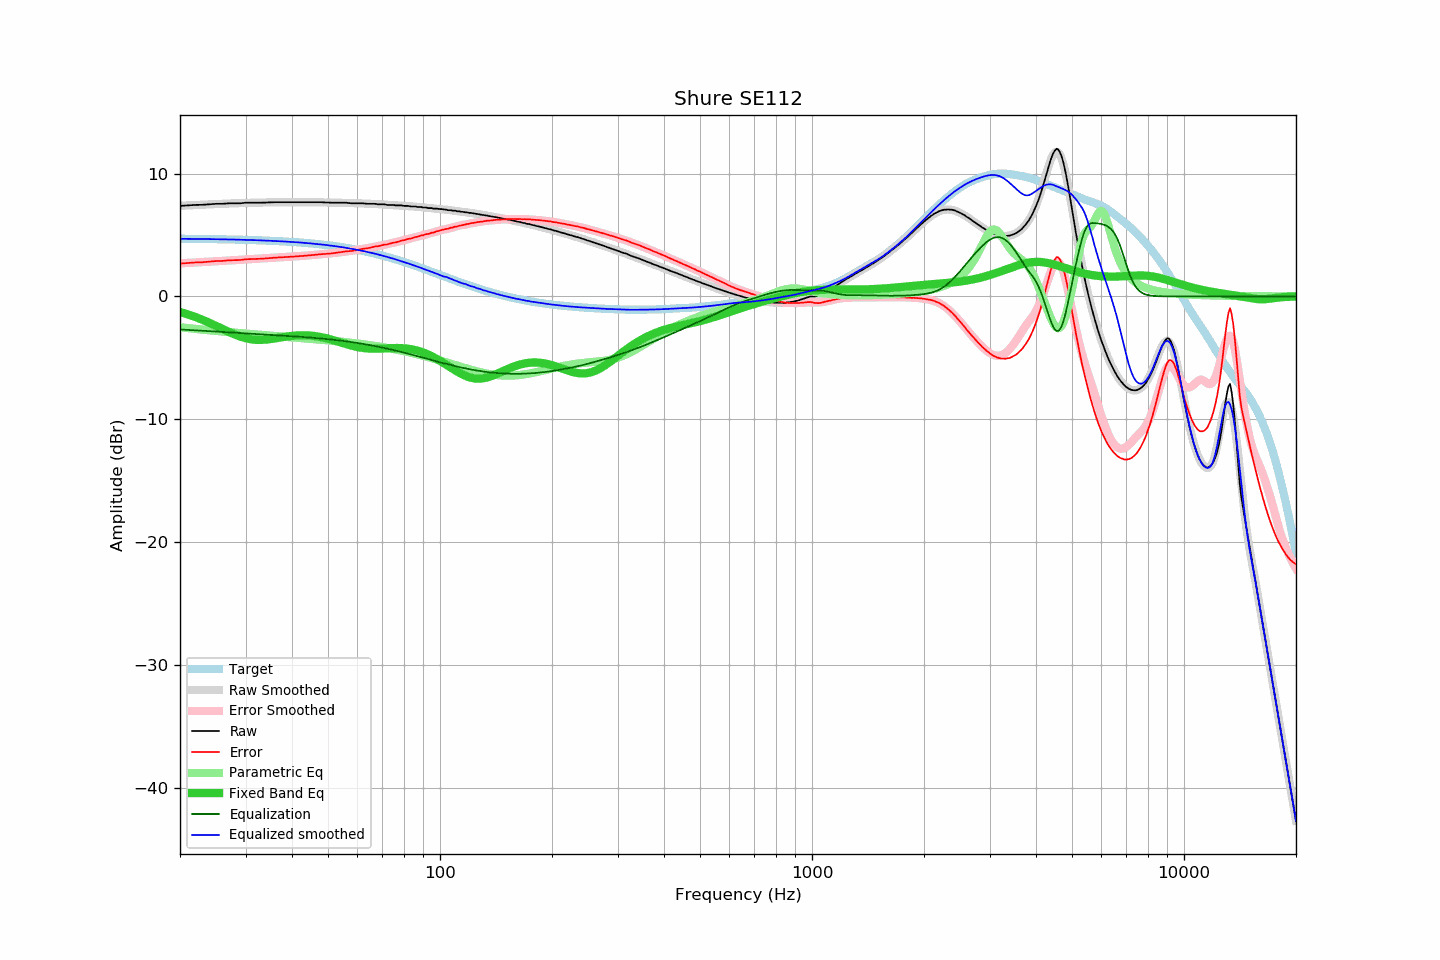 Shure SE112
10
0
−10
−20
−30
−40
Amplitude (dBr)
Target
Raw Smoothed
Error Smoothed
Raw
Error
Parametric Eq
Fixed Band Eq
Equalization
Equalized smoothed
100 1000 10000
Frequency (Hz)